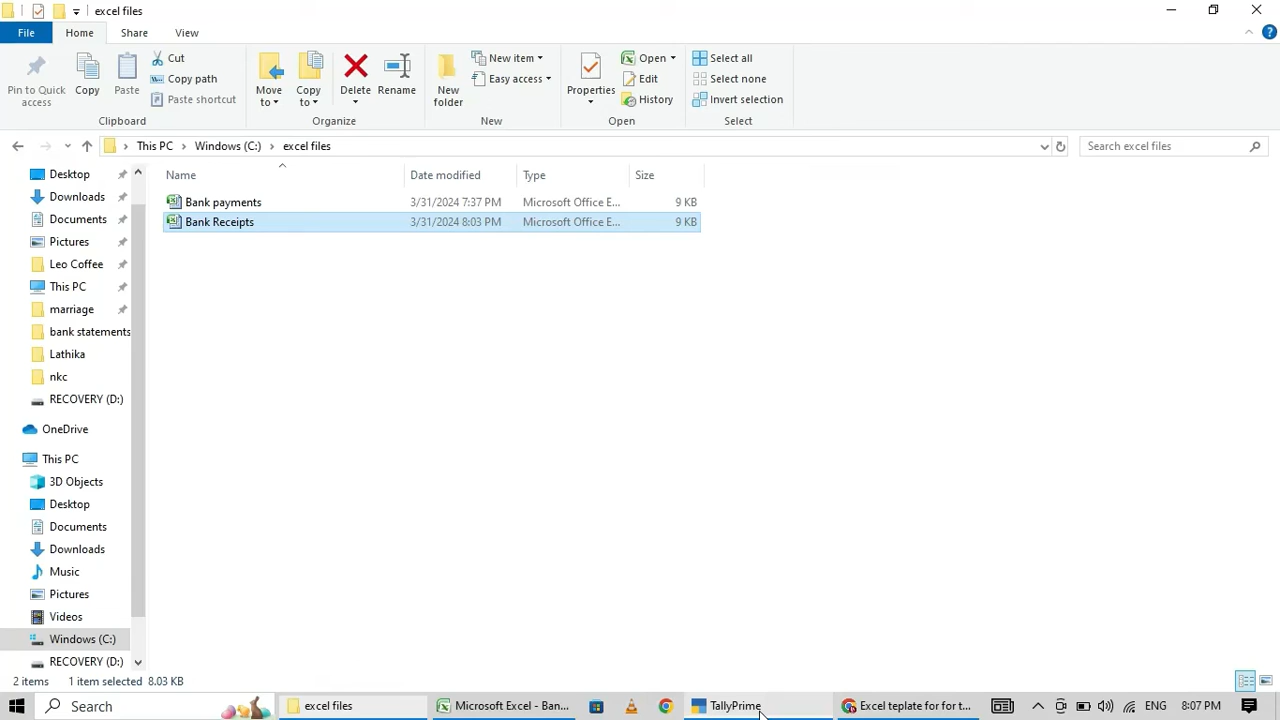 excel files
File Home Share View
Pin to Quick access
Copy
Paste
Cut
Copy path
Paste shortcut
Clipboard
Move to
Copy to
Delete
Rename
Organize
New folder
New item
Easy access
New
Properties
Open
Edit
History
Open
Select all
Select none
Invert selection
Select
This PC > Windows (C:) > excel files
Search excel files
Name Date modified Type Size
Bank payments 3/31/2024 7:37 PM Microsoft Office E... 9 KB
Bank Receipts 3/31/2024 8:03 PM Microsoft Office E... 9 KB
Desktop
Downloads
Documents
Pictures
Leo Coffee
This PC
marriage
bank statements
Lathika
nkc
RECOVERY (D:)
OneDrive
This PC
3D Objects
Desktop
Documents
Downloads
Music
Pictures
Videos
Windows (C:)
RECOVERY (D:)
2 items 1 item selected 8.03 KB
Search
excel files
Microsoft Excel - Ban...
TallyPrime
Excel teplate for for t...
ENG
8:07 PM